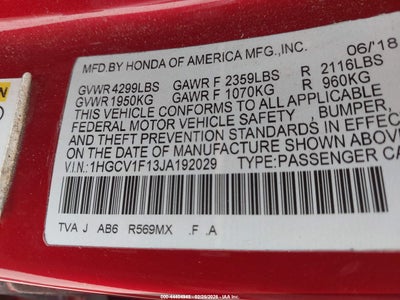 MFD.BY HONDA OF AMERICA MFG.,INC. 06/'18
GVWR 4299LBS GAWR F 2359LBS R 2116LBS
GVWR 1950KG GAWR F 1070KG R 960KG
THIS VEHICLE CONFORMS TO ALL APPLICABLE
FEDERAL MOTOR VEHICLE SAFETY , BUMPER,
AND THEFT PREVENTION STANDARDS IN EFFEC
ON THE DATE OF MANUFACTURE SHOWN ABOVE
V.I.N: 1HGCV1F13JA192029 TYPE:PASSENGER CA
TVA J AB6 R569MX .F .A